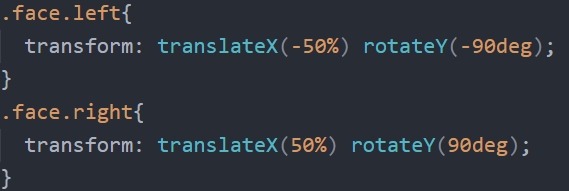 .face.left{
  transform: translateX(-50%) rotateY(-90deg);
}
.face.right{
  transform: translateX(50%) rotateY(90deg);
}